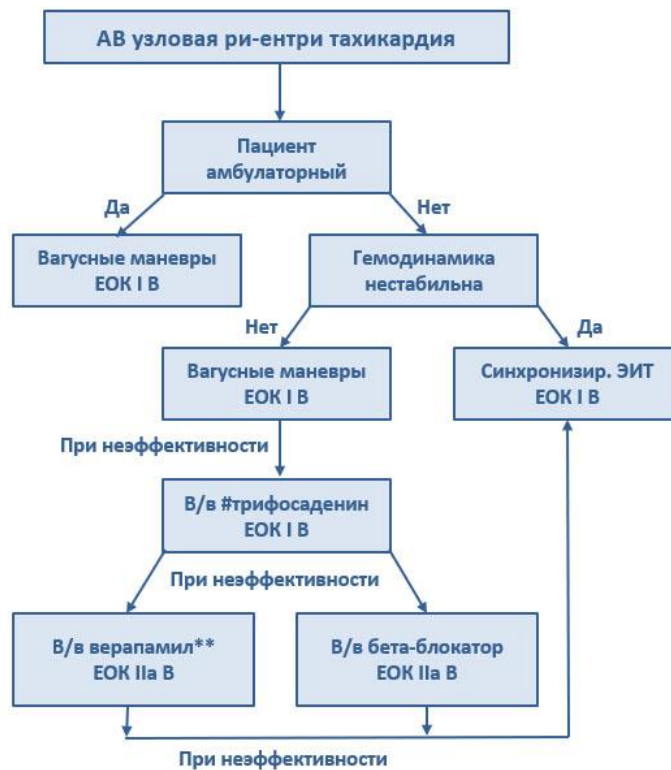 АВ узловая ри-ентри тахикардия
Пациент
амбулаторный
Да
Нет
Вагусные маневры
ЕОК I B
Гемодинамика
нестабильна
Нет
Да
Вагусные маневры
ЕОК I B
Синхронизир. ЭИТ
ЕОК I B
При неэффективности
В/в #трифосаденин
ЕОК I B
При неэффективности
В/в верапамил**
ЕОК IIa B
В/в бета-блокатор
ЕОК IIa B
При неэффективности